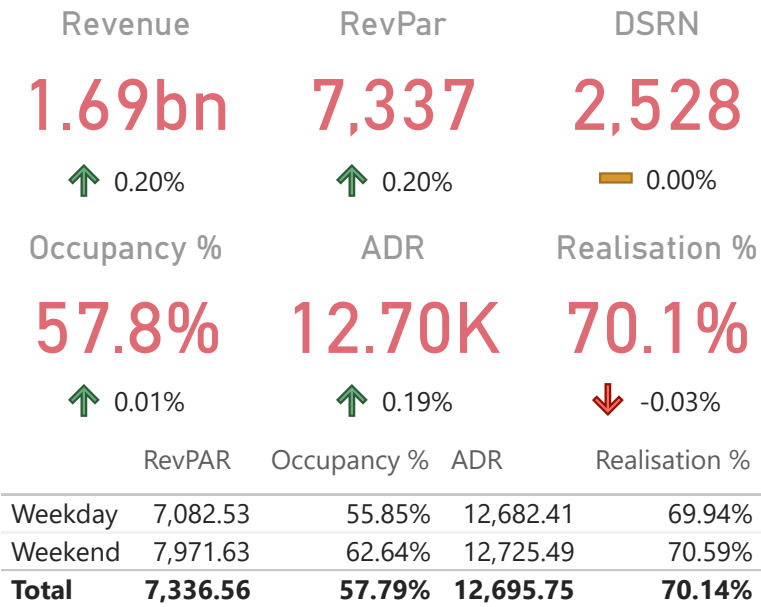 Revenue RevPar DSRN
1.69bn 7,337 2,528
0.20% 0.20% 0.00%
Occupancy % ADR Realisation %
57.8% 12.70K 70.1%
0.01% 0.19% -0.03%
RevPAR Occupancy % ADR Realisation %
Weekday 7,082.53 55.85% 12,682.41 69.94%
Weekend 7,971.63 62.64% 12,725.49 70.59%
Total 7,336.56 57.79% 12,695.75 70.14%